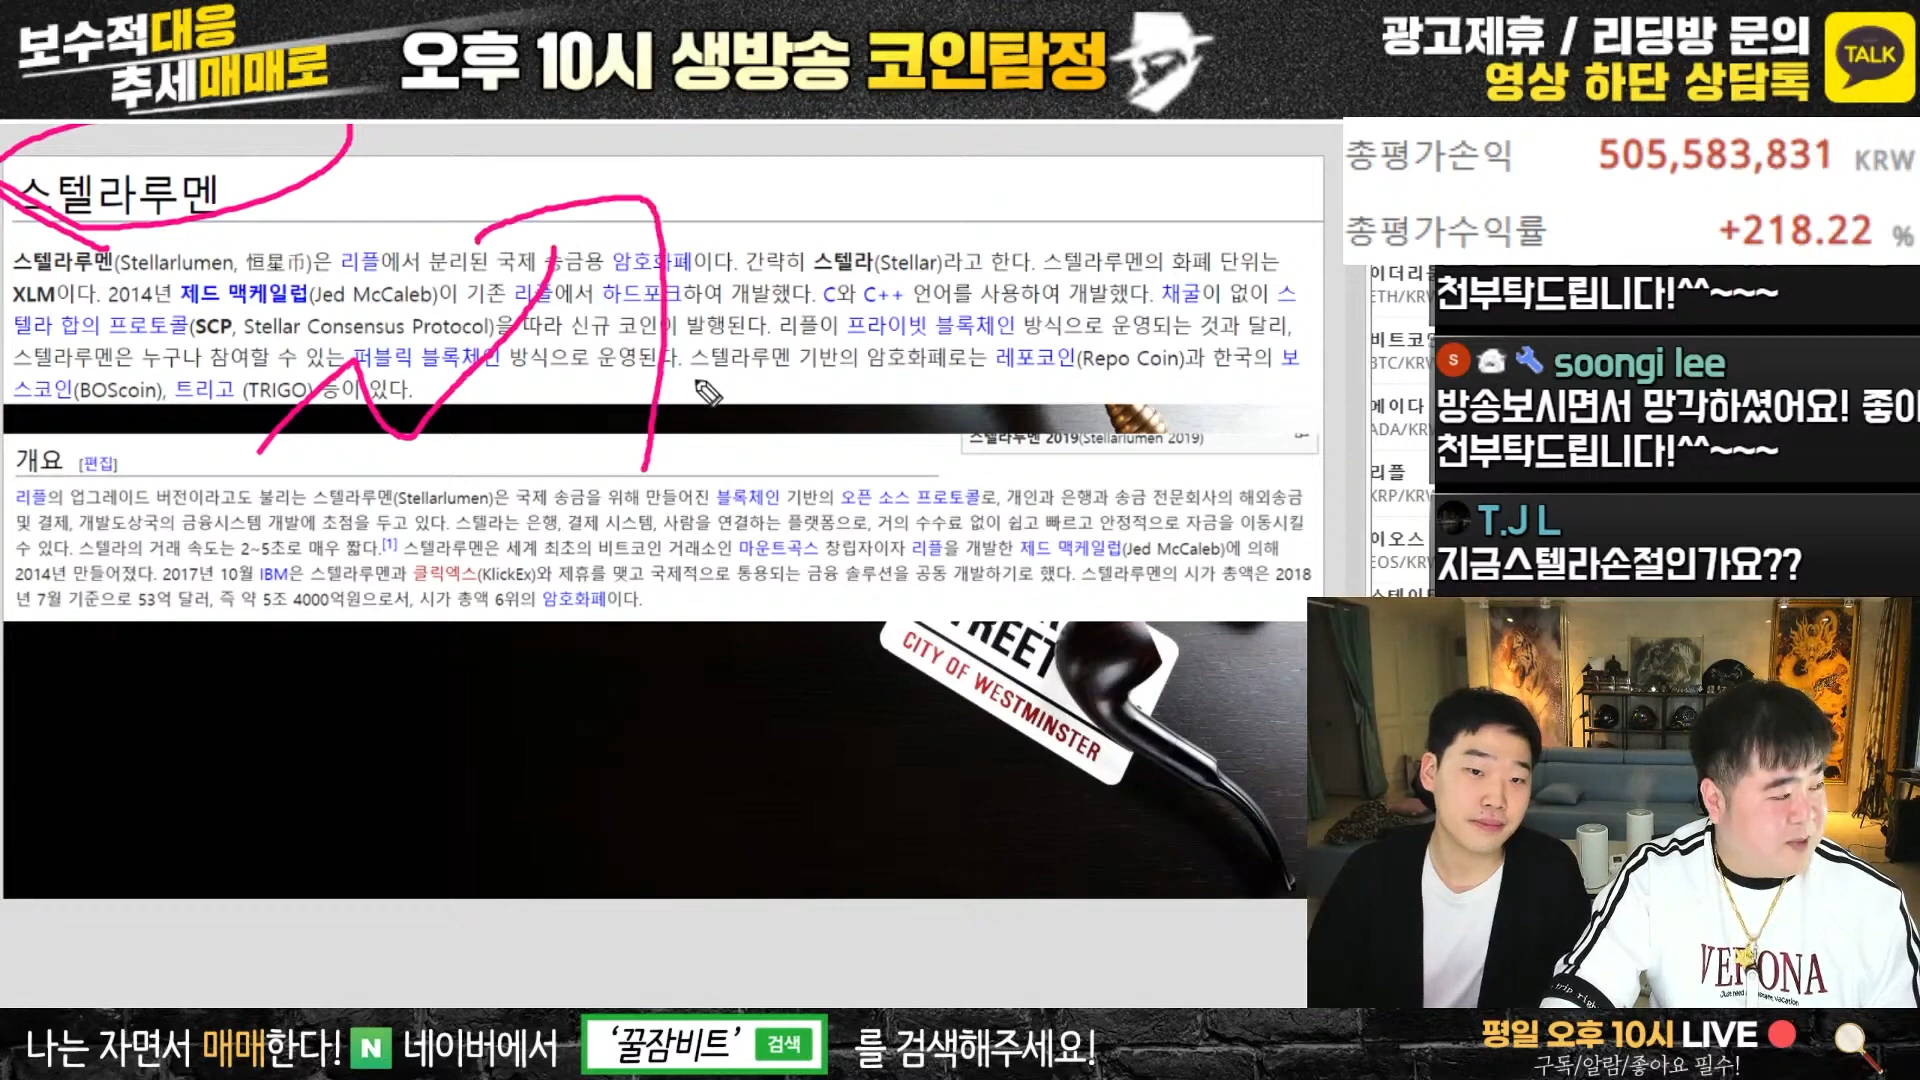 보수적대응
추세매매로
오후 10시 생방송 코인탐정
광고제휴 / 리딩방 문의
영상 하단 상담톡
TALK
총평가손익 505,583,831 KRW
총평가수익률 +218.22 %
스텔라루멘
스텔라루멘(Stellarlumen, 恒星币)은 리플에서 분리된 국제 송금용 암호화폐이다. 간략히 스텔라(Stellar)라고 한다. 스텔라루멘의 화폐 단위는
XLM이다. 2014년 제드 맥케일럽(Jed McCaleb)이 기존 리플에서 하드포크하여 개발했다. C와 C++ 언어를 사용하여 개발했다. 채굴이 없이 스
텔라 합의 프로토콜(SCP, Stellar Consensus Protocol)을 따라 신규 코인이 발행된다. 리플이 프라이빗 블록체인 방식으로 운영되는 것과 달리,
스텔라루멘은 누구나 참여할 수 있는 퍼블릭 블록체인 방식으로 운영된다. 스텔라루멘 기반의 암호화폐로는 레포코인(Repo Coin)과 한국의 보
스코인(BOScoin), 트리고 (TRIGO) 등이 있다.
스텔라루멘 2019(Stellarlumen 2019)
개요 [편집]
리플의 업그레이드 버전이라고도 불리는 스텔라루멘(Stellarlumen)은 국제 송금을 위해 만들어진 블록체인 기반의 오픈 소스 프로토콜로, 개인과 은행과 송금 전문회사의 해외송금
및 결제, 개발도상국의 금융시스템 개발에 초점을 두고 있다. 스텔라는 은행, 결제 시스템, 사람을 연결하는 플랫폼으로, 거의 수수료 없이 쉽고 빠르고 안정적으로 자금을 이동시킬
수 있다. 스텔라의 거래 속도는 2~5초로 매우 짧다.[1] 스텔라루멘은 세계 최초의 비트코인 거래소인 마운트곡스 창립자이자 리플을 개발한 제드 맥케일럽(Jed McCaleb)에 의해
2014년 만들어졌다. 2017년 10월 IBM은 스텔라루멘과 클릭엑스(KlickEx)와 제휴를 맺고 국제적으로 통용되는 금융 솔루션을 공동 개발하기로 했다. 스텔라루멘의 시가 총액은 2018
년 7월 기준으로 53억 달러, 즉 약 5조 4000억원으로서, 시가 총액 6위의 암호화폐이다.
STREET
CITY OF WESTMINSTER
이더리
ETH/KR
비트코인
BTC/KR
에이다
ADA/KR
리플
XRP/KR
이오스
EOS/KR
천부탁드립니다!^^~~~
S soongi lee
방송보시면서 망각하셨어요! 좋아
천부탁드립니다!^^~~~
T.J L
지금스텔라손절인가요??
VERONA
나는 자면서 매매한다! N 네이버에서 '꿀잠비트' 검색 를 검색해주세요!
평일 오후 10시 LIVE
구독/알람/좋아요 필수!